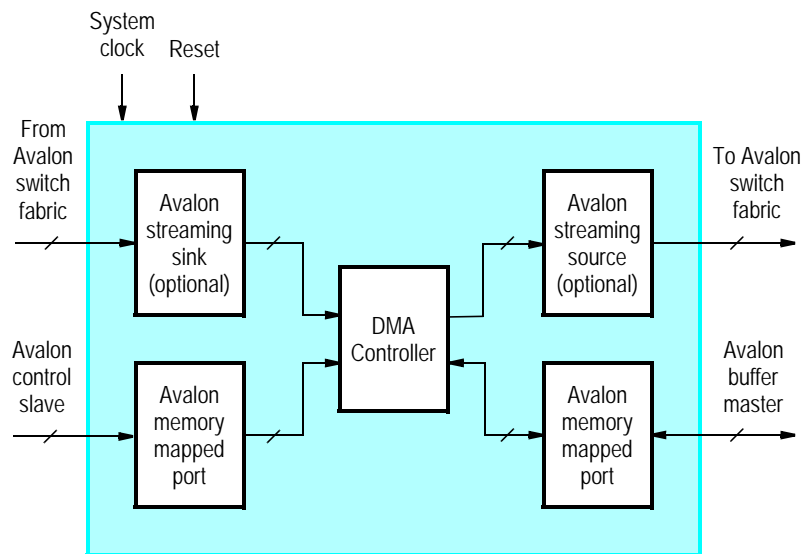 System
clock
Reset
From
Avalon
switch
fabric
To Avalon
switch
fabric
Avalon
streaming
sink
(optional)
Avalon
streaming
source
(optional)
DMA
Controller
Avalon
control
slave
Avalon
memory
mapped
port
Avalon
memory
mapped
port
Avalon
buffer
master